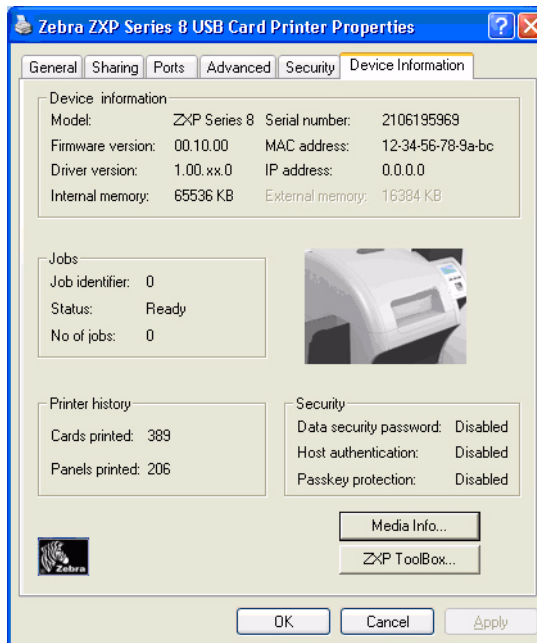 Zebra ZXP Series 8 USB Card Printer Properties
General Sharing Ports Advanced Security Device Information
Device information
Model: ZXP Series 8 Serial number: 2106195969
Firmware version: 00.10.00 MAC address: 12-34-56-78-9a-bc
Driver version: 1.00.xx.0 IP address: 0.0.0.0
Internal memory: 65536 KB External memory: 16384 KB
Jobs
Job identifier: 0
Status: Ready
No of jobs: 0
Printer history
Cards printed: 389
Panels printed: 206
Security
Data security password: Disabled
Host authentication: Disabled
Passkey protection: Disabled
Media Info...
Zebra
ZXP ToolBox...
OK Cancel Apply